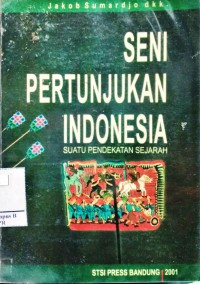 Jakob Sumardjo dkk.
SENI
PERTUNJUKAN
INDONESIA
SUATU PENDEKATAN SEJARAH
STSI PRESS BANDUNG 2001